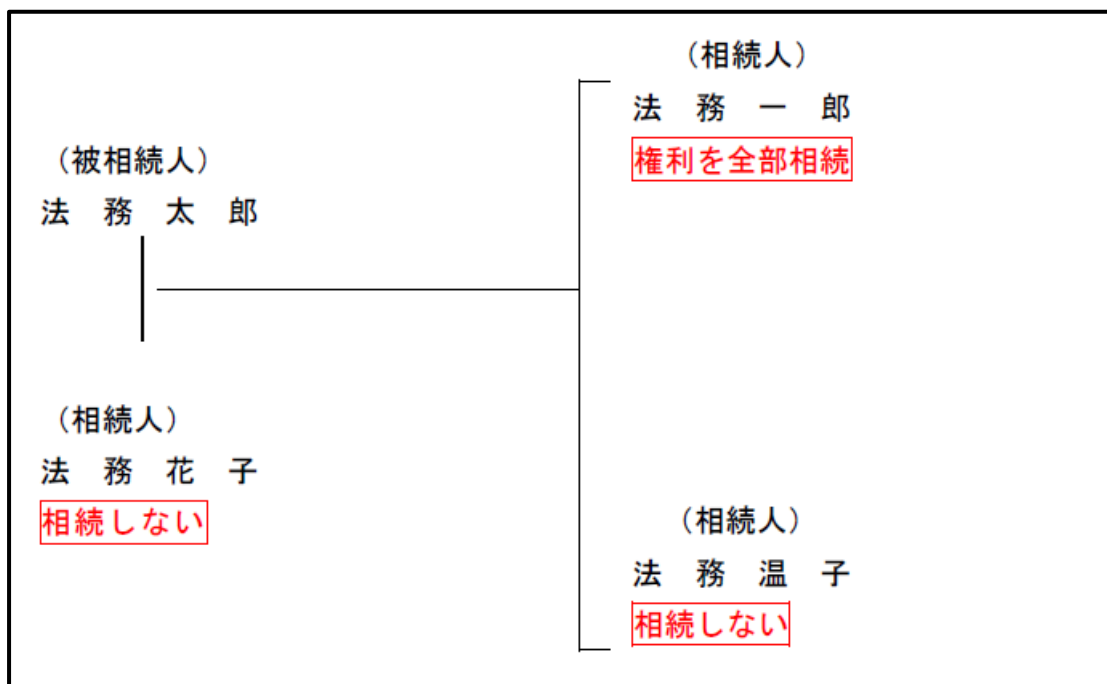 （被相続人）
法　務　太　郎
（相続人）
法　務　花　子
相続しない
（相続人）
法　務　一　郎
権利を全部相続
（相続人）
法　務　温　子
相続しない